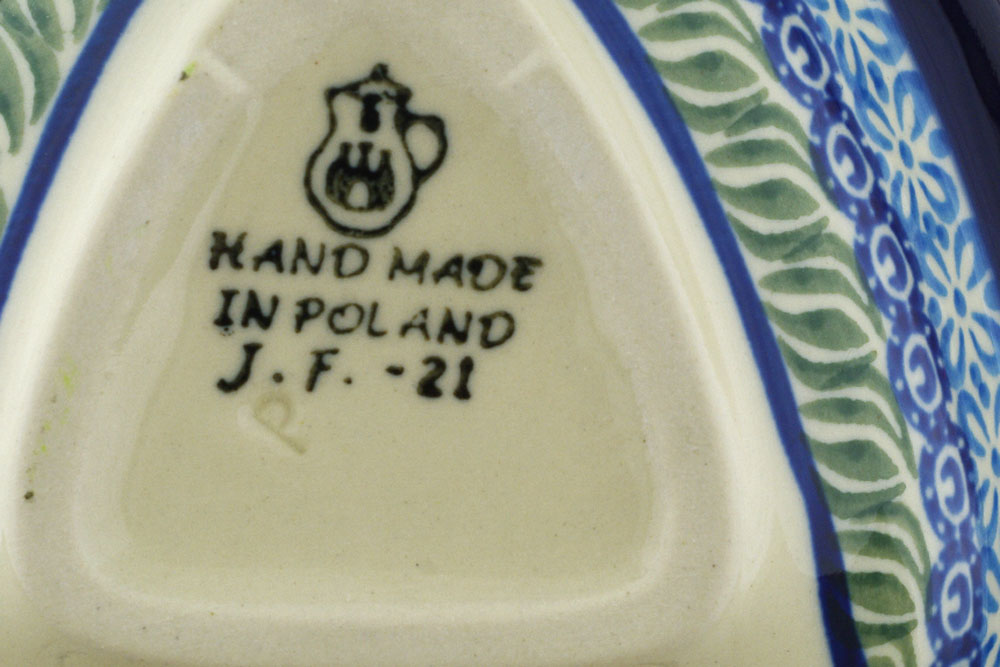 HAND MADE
IN POLAND
J.F. -21
P